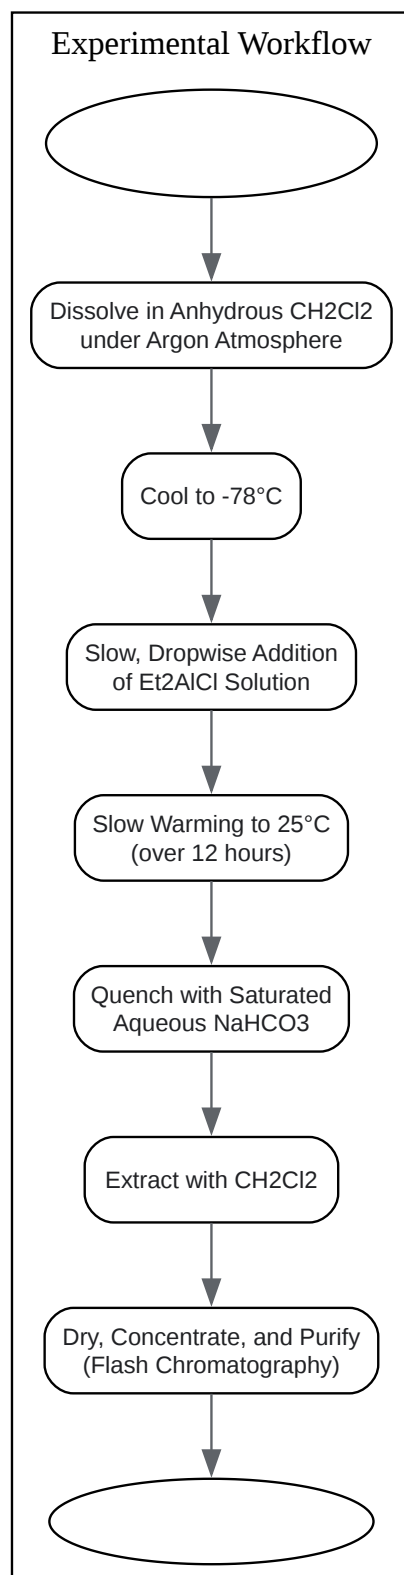 Experimental Workflow
Dissolve in Anhydrous CH2Cl2
under Argon Atmosphere
Cool to -78°C
Slow, Dropwise Addition
of Et2AlCl Solution
Slow Warming to 25°C
(over 12 hours)
Quench with Saturated
Aqueous NaHCO3
Extract with CH2Cl2
Dry, Concentrate, and Purify
(Flash Chromatography)